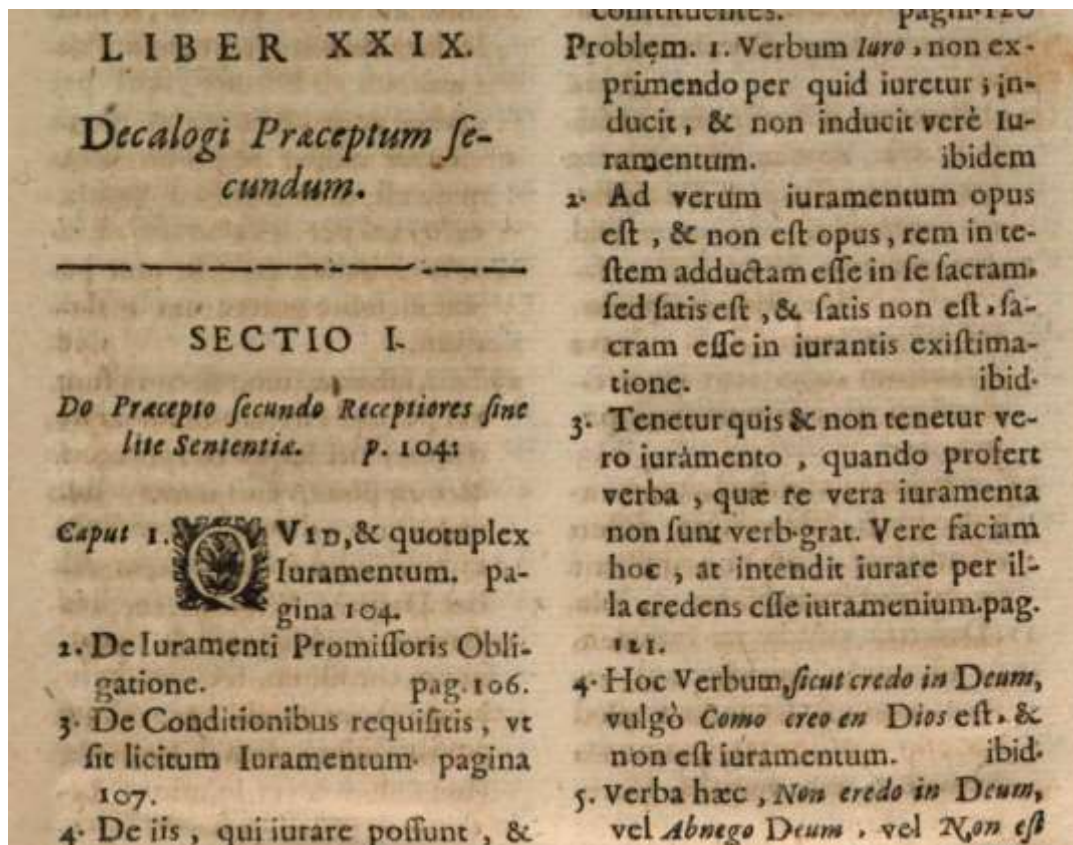 LIBER XXIX.
Decalogi Præceptum ſe-
cundum.
SECTIO I.
Do Præcepto ſecundo Receptiores ſine
lite Sententiæ. p. 104:
Caput 1. QVID, & quotuplex
Iuramentum. pa-
gina 104.
2. De Iuramenti Promiſſoris Obli-
gatione. pag. 106.
3. De Conditionibus requiſitis, vt
ſit licitum Iuramentum. pagina
107.
4. De iis, qui iurare poſſunt, &
conſtituentes. pagin. 120
Problem. 1. Verbum Iuro, non ex-
primendo per quid iuretur; in-
ducit, & non inducit verè Iu-
ramentum. ibidem
2. Ad verum iuramentum opus
eſt, & non eſt opus, rem in te-
ſtem adductam eſſe in ſe ſacram,
ſed ſatis eſt, & ſatis non eſt, ſa-
cram eſſe in iurantis exiſtima-
tione. ibid.
3. Tenetur quis & non tenetur ve-
ro iuràmento, quando profert
verba, quæ re vera iuramenta
non ſunt verb. grat. Vere faciam
hoc, at intendit iurare per il-
la credens eſſe iuramenium. pag.
121.
4. Hoc Verbum, ſicut credo in Deum,
vulgò Como creo en Dios eſt, &
non eſt iuramentum. ibid.
5. Verba hæc, Non credo in Deum,
vel Abnego Deum, vel Non eſt